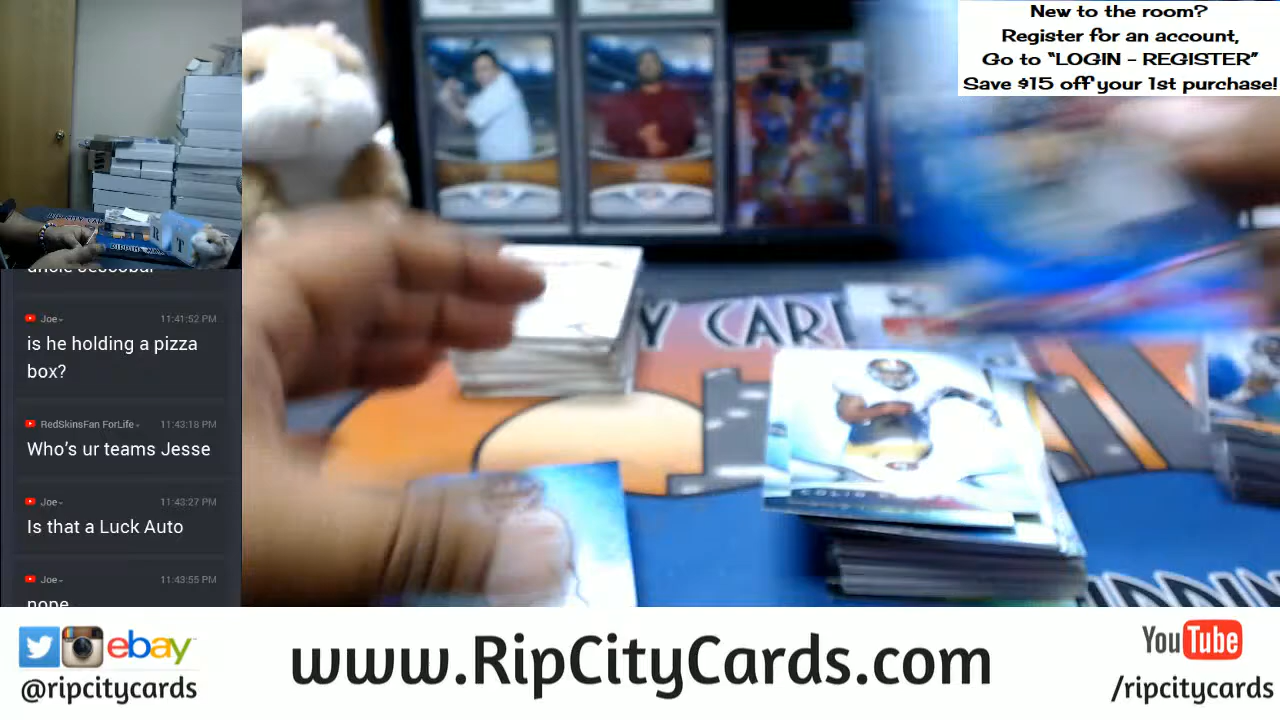 New to the room?
Register for an account,
Go to “LOGIN - REGISTER”
Save $15 off your 1st purchase!
Joe
11:41:52 PM
is he holding a pizza
box?
RedSkinsFan ForLife
11:43:18 PM
Who's ur teams Jesse
Joe
11:43:27 PM
Is that a Luck Auto
Joe
11:43:55 PM
nope
Y CARD
COLIN
ebay
@ripcitycards
www.RipCityCards.com
YouTube
/ripcitycards